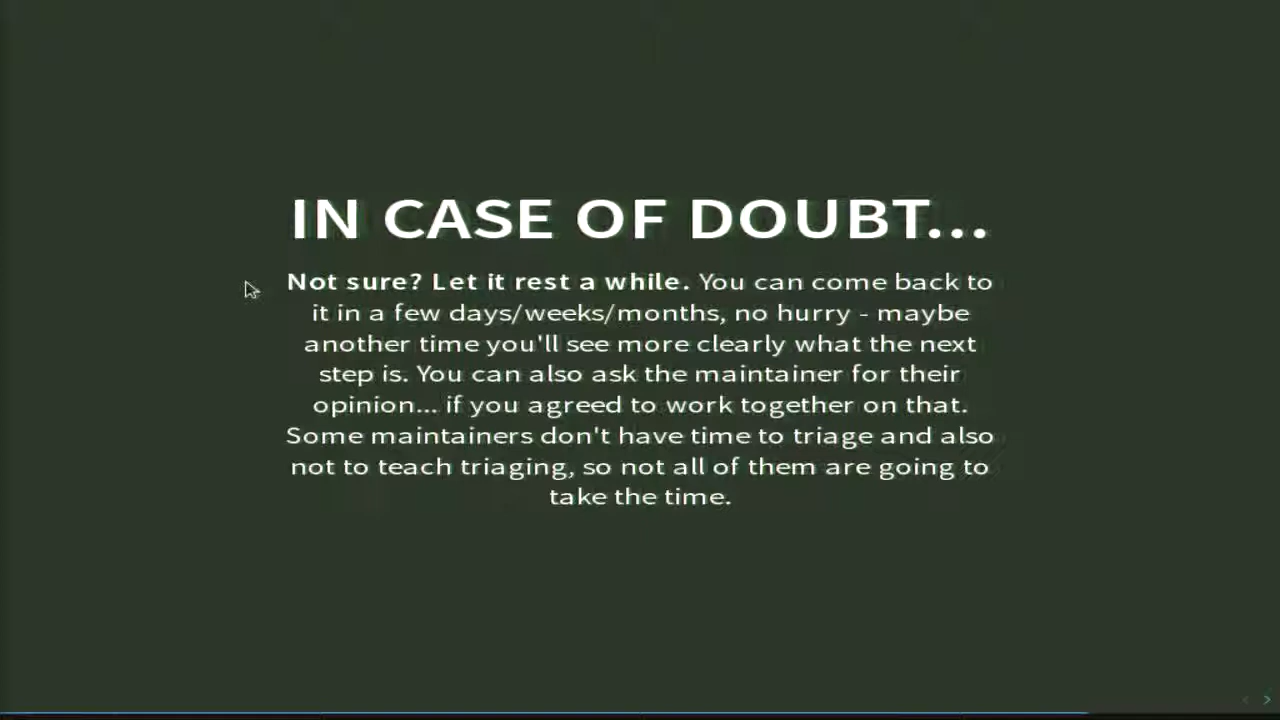 IN CASE OF DOUBT...
Not sure? Let it rest a while. You can come back to
it in a few days/weeks/months, no hurry - maybe
another time you'll see more clearly what the next
step is. You can also ask the maintainer for their
opinion... if you agreed to work together on that.
Some maintainers don't have time to triage and also
not to teach triaging, so not all of them are going to
take the time.